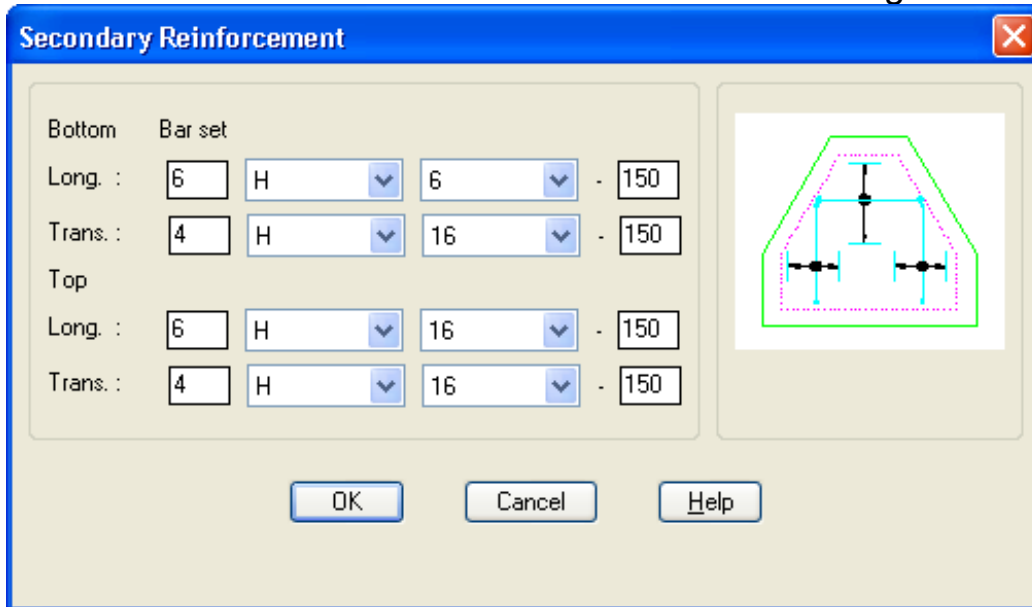 Secondary Reinforcement
Bottom Bar set
Long. : 6 H 6 - 150
Trans. : 4 H 16 - 150
Top
Long. : 6 H 16 - 150
Trans. : 4 H 16 - 150
OK Cancel Help